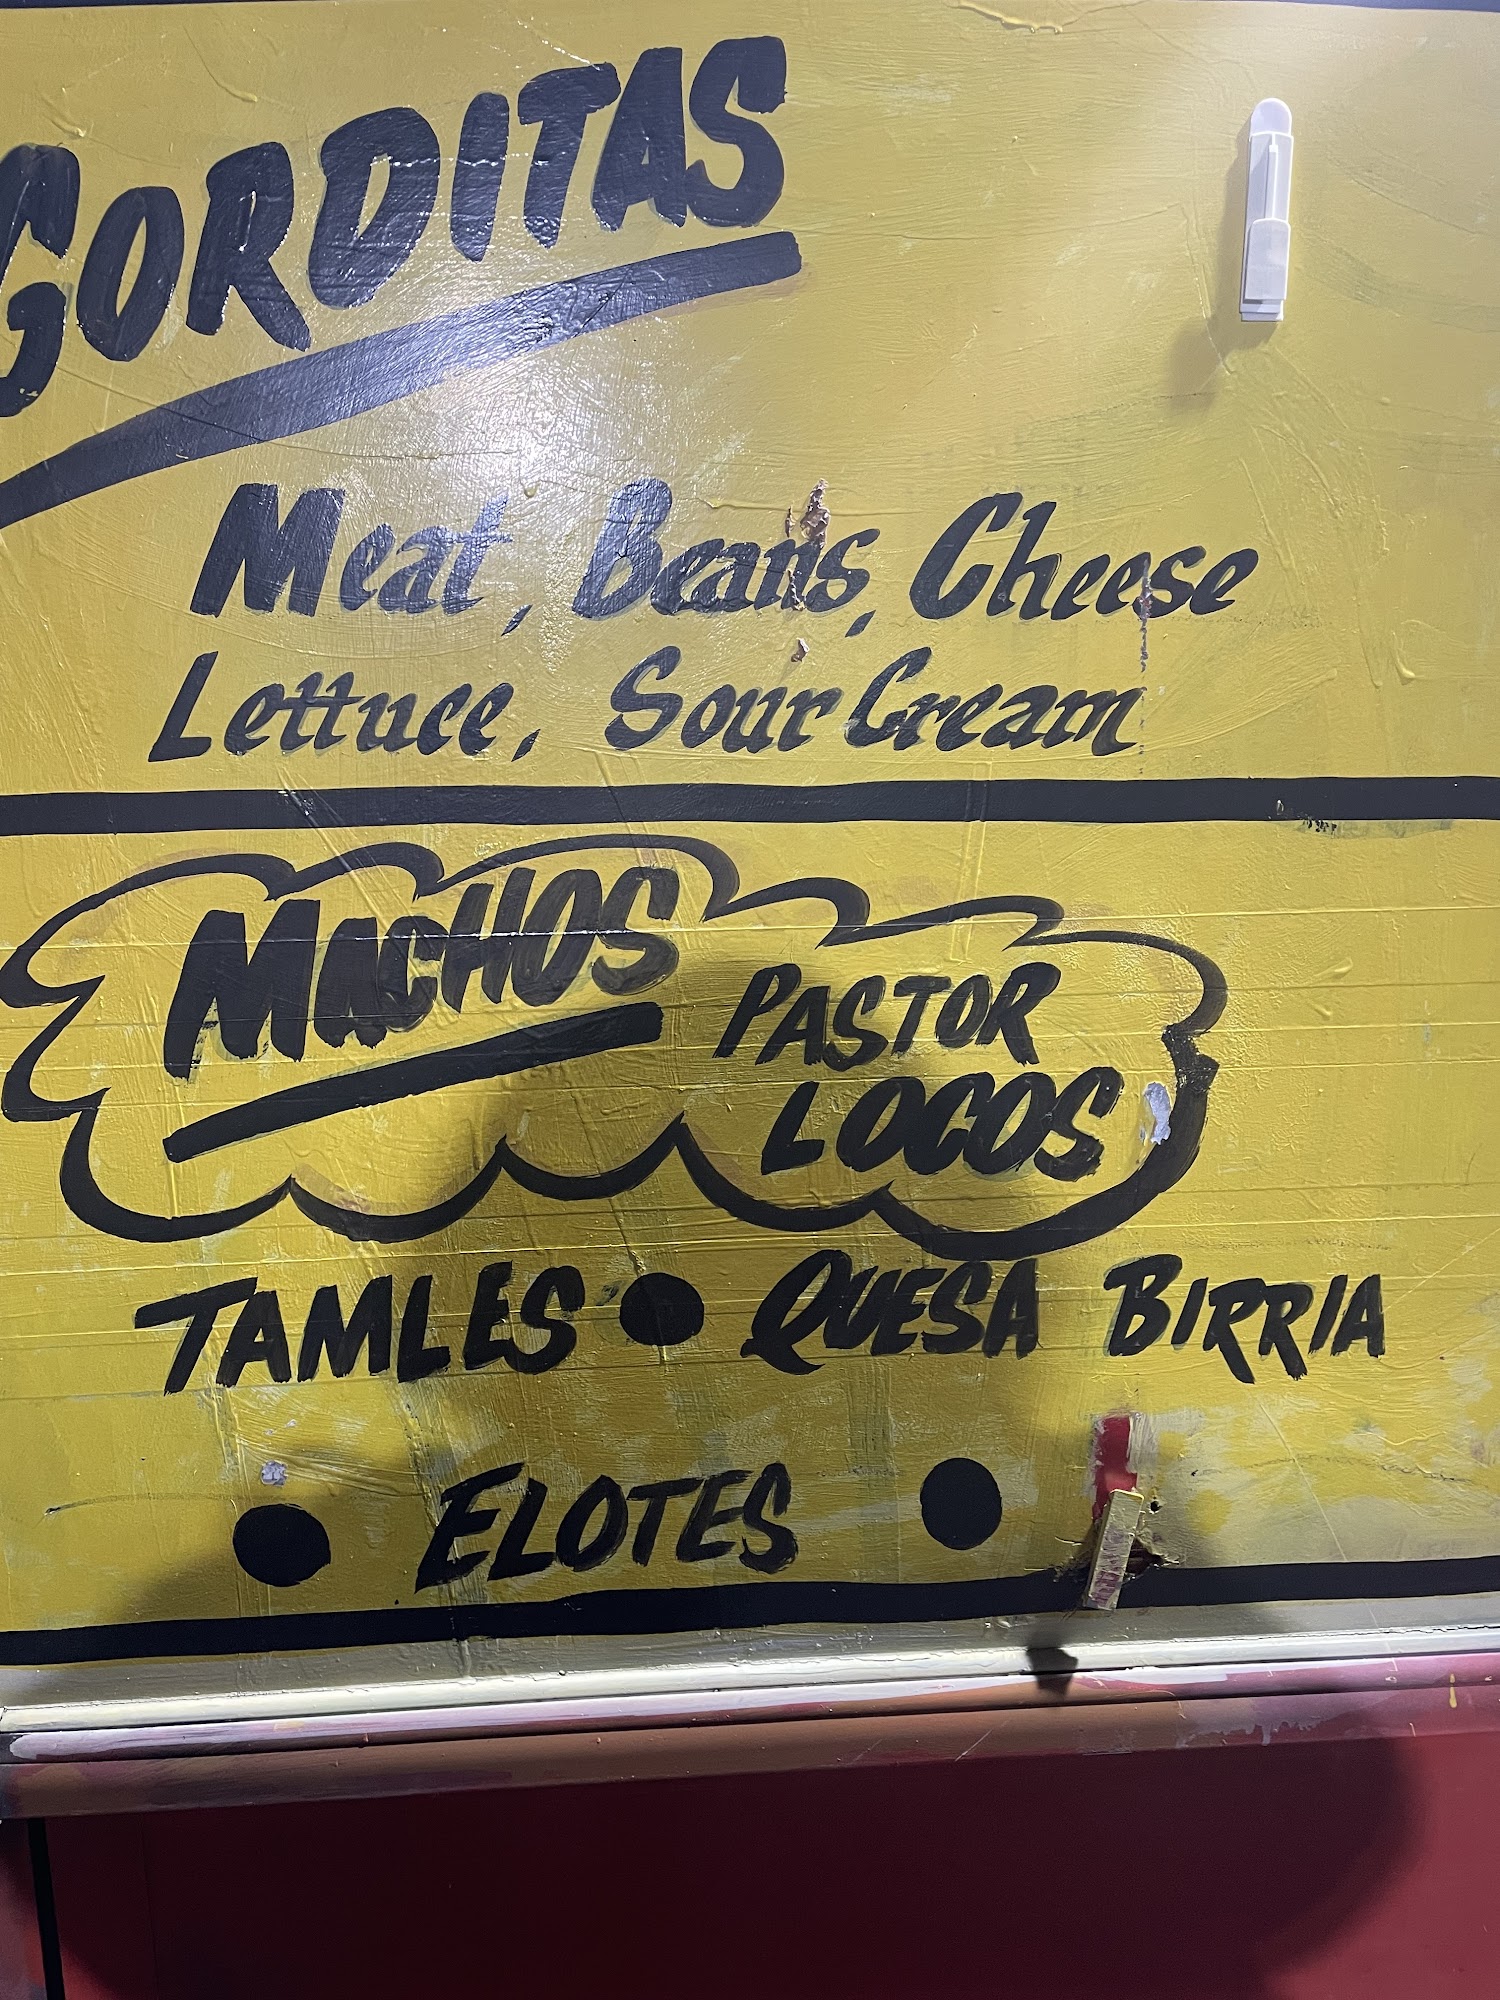 GORDITAS
Meat, Beans, Cheese
Lettuce, Sour Cream
MACHOS
PASTOR
LOCOS
TAMLES • QUESA BIRRIA
• ELOTES •